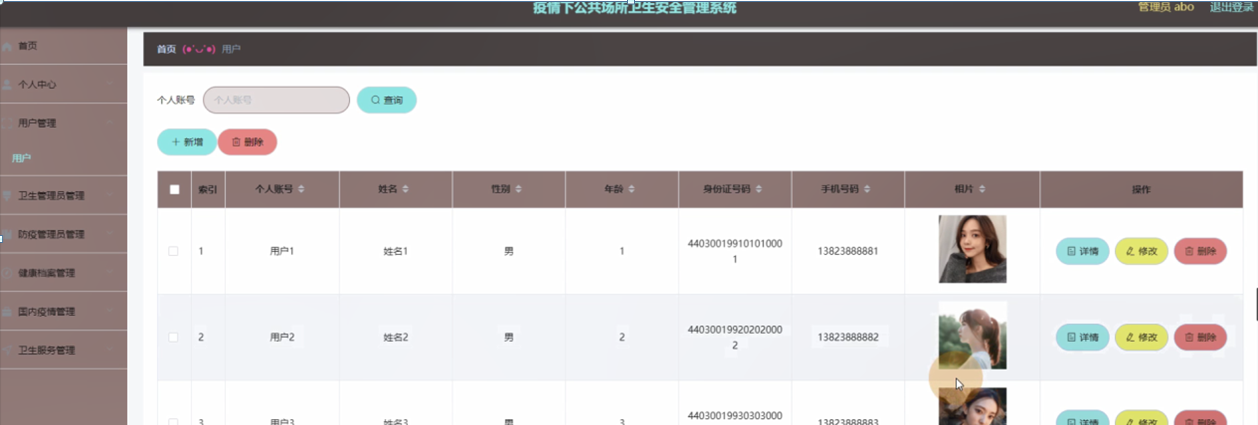 疫情下公共场所卫生安全管理系统
管理员 abo 退出登录
首页
个人中心
用户管理
用户
卫生管理员管理
防疫管理员管理
健康档案管理
国内疫情管理
卫生服务管理
首页 (●'◡'●) 用户
个人账号 个人账号 查询
+ 新增 删除
索引 个人账号 姓名 性别 年龄 身份证号码 手机号码 相片 操作
1 用户1 姓名1 男 1 44030019910101000 13823888881 详情 修改 删除
1
2 用户2 姓名2 男 2 44030019920202000 13823888882 详情 修改 删除
2
3 用户3 姓名3 男 3 44030019930303000 13823888883 详情 修改 删除